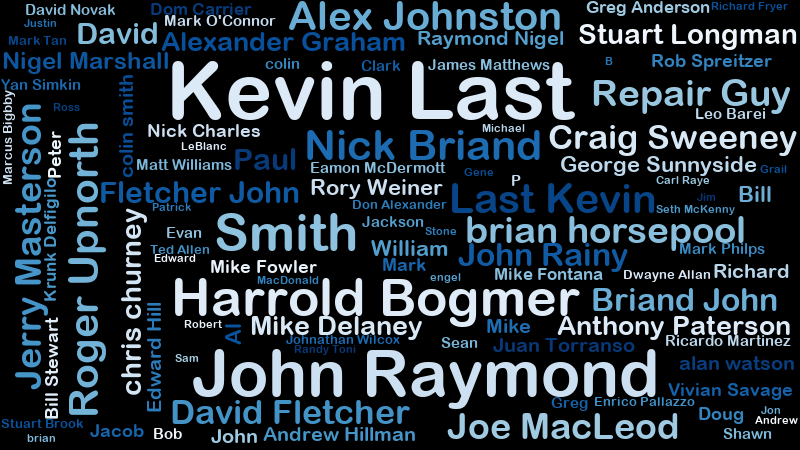 David Novak
Dom Carrier
Greg Anderson
Richard Fryer
Justin
David
Mark O'Connor
Alex Johnston
Stuart Longman
Mark Tan
Alexander Graham
Raymond Nigel
Nigel Marshall
colin
Clark
James Matthews
B
Rob Spreitzer
Yan Simkin
Kevin Last
Repair Guy
Marcus Bigbby
Ross
colin smith
Leo Barei
Nick Charles
Michael
Jerry Masterson
Peter
LeBlanc
Nick Briand
Craig Sweeney
Matt Williams
Paul
Eamon McDermott
George Sunnyside
Grail
Gene
P
Carl Raye
Krunk Delfigilo
Roger Upnorth
Fletcher John
Rory Weiner
Last Kevin
Jim
Bill
Patrick
Don Alexander
Seth McKenny
chris churney
Evan
Smith
Jackson
Stone
brian horsepool
Ted Allen
William
John Rainy
Mark Philps
Edward
Mike Fowler
Mark
engel
Mike Fontana
Dwayne Allan
Richard
MacDonald
Harrold Bogmer
Briand John
Bill Stewart
Edward Hill
Robert
Al
Mike Delaney
Mike
Anthony Paterson
Johnathan Wilcox
Sean
Juan Torranso
Ricardo Martinez
Randy Toni
Sam
John Raymond
alan watson
Vivian Savage
David Fletcher
Greg
Enrico Pallazzo
Doug
Jon
Stuart Brook
Joe MacLeod
Andrew
brian
Jacob
Bob
John
Andrew Hillman
Shawn